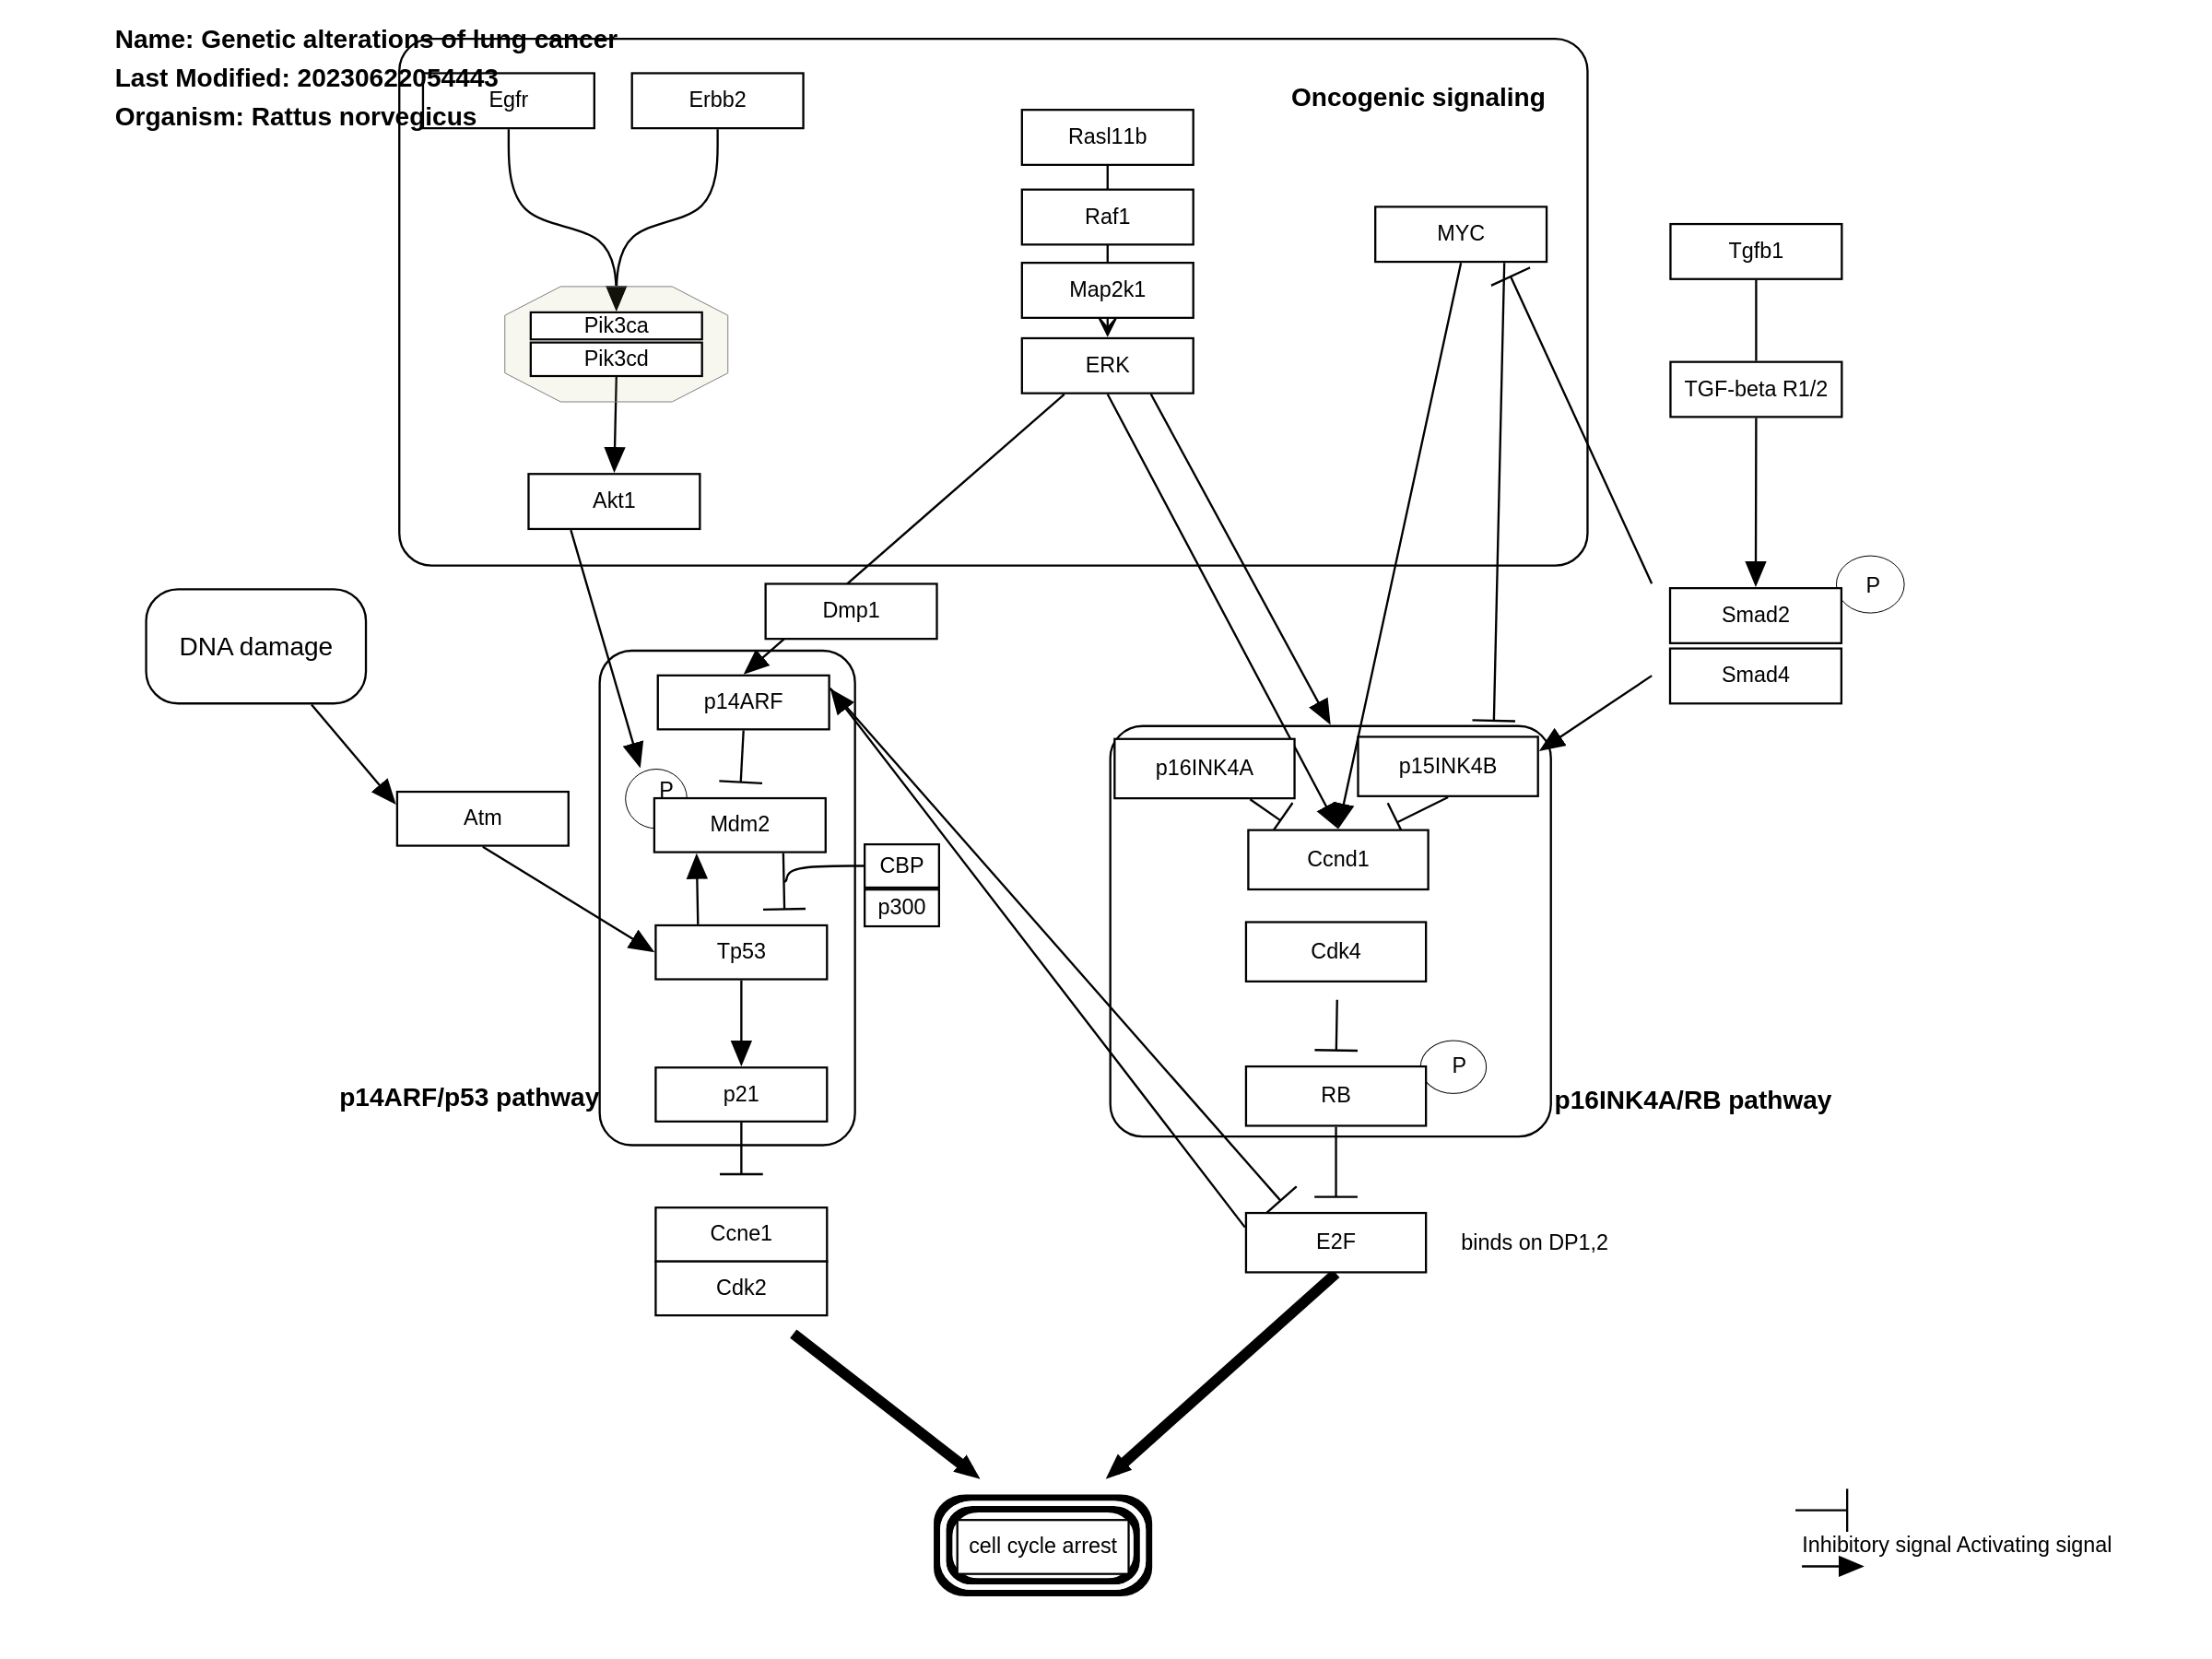 Name: Genetic alterations of lung cancer
Last Modified: 20230622054443
Organism: Rattus norvegicus
Oncogenic signaling
Egfr
Erbb2
Rasl11b
Raf1
MYC
Tgfb1
Map2k1
Pik3ca
Pik3cd
ERK
TGF-beta R1/2
Akt1
P
Dmp1
Smad2
DNA damage
Smad4
p14ARF
p16INK4A
p15INK4B
P
Atm
Mdm2
CBP
Ccnd1
p300
Tp53
Cdk4
P
p14ARF/p53 pathway
p21
RB
p16INK4A/RB pathway
Ccne1
E2F
binds on DP1,2
Cdk2
cell cycle arrest
Inhibitory signal Activating signal